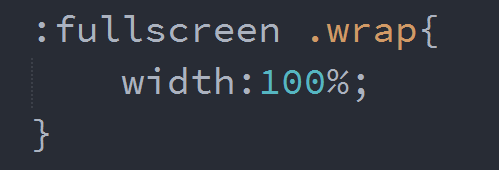 :fullscreen .wrap{
    width:100%;
}